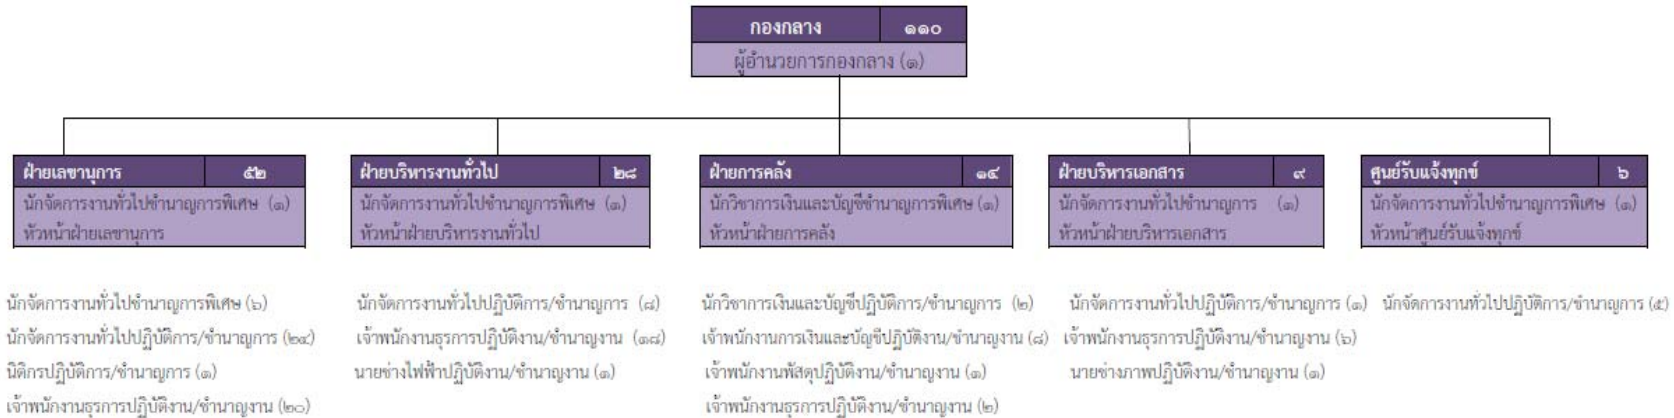 กองกลาง ๑๑๐
ผู้อำนวยการกองกลาง (๑)
ฝ่ายเลขานุการ ๕๒
นักจัดการงานทั่วไปชำนาญการพิเศษ (๑)
หัวหน้าฝ่ายเลขานุการ
นักจัดการงานทั่วไปชำนาญการพิเศษ (๖)
นักจัดการงานทั่วไปปฏิบัติการ/ชำนาญการ (๒๔)
นิติกรปฏิบัติการ/ชำนาญการ (๑)
เจ้าพนักงานธุรการปฏิบัติงาน/ชำนาญงาน (๒๐)
ฝ่ายบริหารงานทั่วไป ๒๘
นักจัดการงานทั่วไปชำนาญการพิเศษ (๑)
หัวหน้าฝ่ายบริหารงานทั่วไป
นักจัดการงานทั่วไปปฏิบัติการ/ชำนาญการ (๘)
เจ้าพนักงานธุรการปฏิบัติงาน/ชำนาญงาน (๑๘)
นายช่างไฟฟ้าปฏิบัติงาน/ชำนาญงาน (๑)
ฝ่ายการคลัง ๑๔
นักวิชาการเงินและบัญชีชำนาญการพิเศษ (๑)
หัวหน้าฝ่ายการคลัง
นักวิชาการเงินและบัญชีปฏิบัติการ/ชำนาญการ (๒)
เจ้าพนักงานการเงินและบัญชีปฏิบัติงาน/ชำนาญงาน (๘)
เจ้าพนักงานพัสดุปฏิบัติงาน/ชำนาญงาน (๑)
เจ้าพนักงานธุรการปฏิบัติงาน/ชำนาญงาน (๒)
ฝ่ายบริหารเอกสาร ๙
นักจัดการงานทั่วไปชำนาญการ (๑)
หัวหน้าฝ่ายบริหารเอกสาร
นักจัดการงานทั่วไปปฏิบัติการ/ชำนาญการ (๑)
เจ้าพนักงานธุรการปฏิบัติงาน/ชำนาญงาน (๖)
นายช่างภาพปฏิบัติงาน/ชำนาญงาน (๑)
ศูนย์รับแจ้งทุกข์ ๖
นักจัดการงานทั่วไปชำนาญการพิเศษ (๑)
หัวหน้าศูนย์รับแจ้งทุกข์
นักจัดการงานทั่วไปปฏิบัติการ/ชำนาญการ (๕)